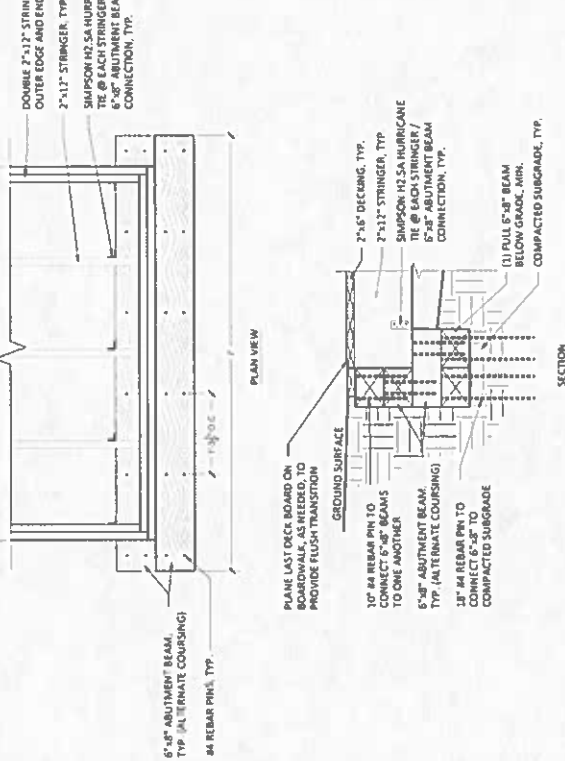 DOUBLE 2"x12" STRIN
OUTER EDGE AND END
2"x12" STRINGER, TYP
SIMPSON H2.5A HURR
TIE @ EACH STRINGER
6"x8" ABUTMENT BEA
CONNECTION, TYP.
6"x8" ABUTMENT BEAM,
TYP. (ALTERNATE COURSING)
#4 REBAR PINS, TYP.
PLAN VIEW
PLANE LAST DECK BOARD ON
BOARDWALK, AS NEEDED, TO
PROVIDE FLUSH TRANSITION
GROUND SURFACE
10" #4 REBAR PIN TO
CONNECT 6"x8" BEAMS
TO ONE ANOTHER
6"x8" ABUTMENT BEAM,
TYP. (ALTERNATE COURSING)
18" #4 REBAR PIN TO
CONNECT 6"x8" TO
COMPACTED SUBGRADE
2"x6" DECKING, TYP.
2"x12" STRINGER, TYP
SIMPSON H2.5A HURRICANE
TIE @ EACH STRINGER /
6"x8" ABUTMENT BEAM
CONNECTION, TYP.
(1) FULL 6"x8" BEAM
BELOW GRADE, MIN.
COMPACTED SUBGRADE, TYP.
SECTION